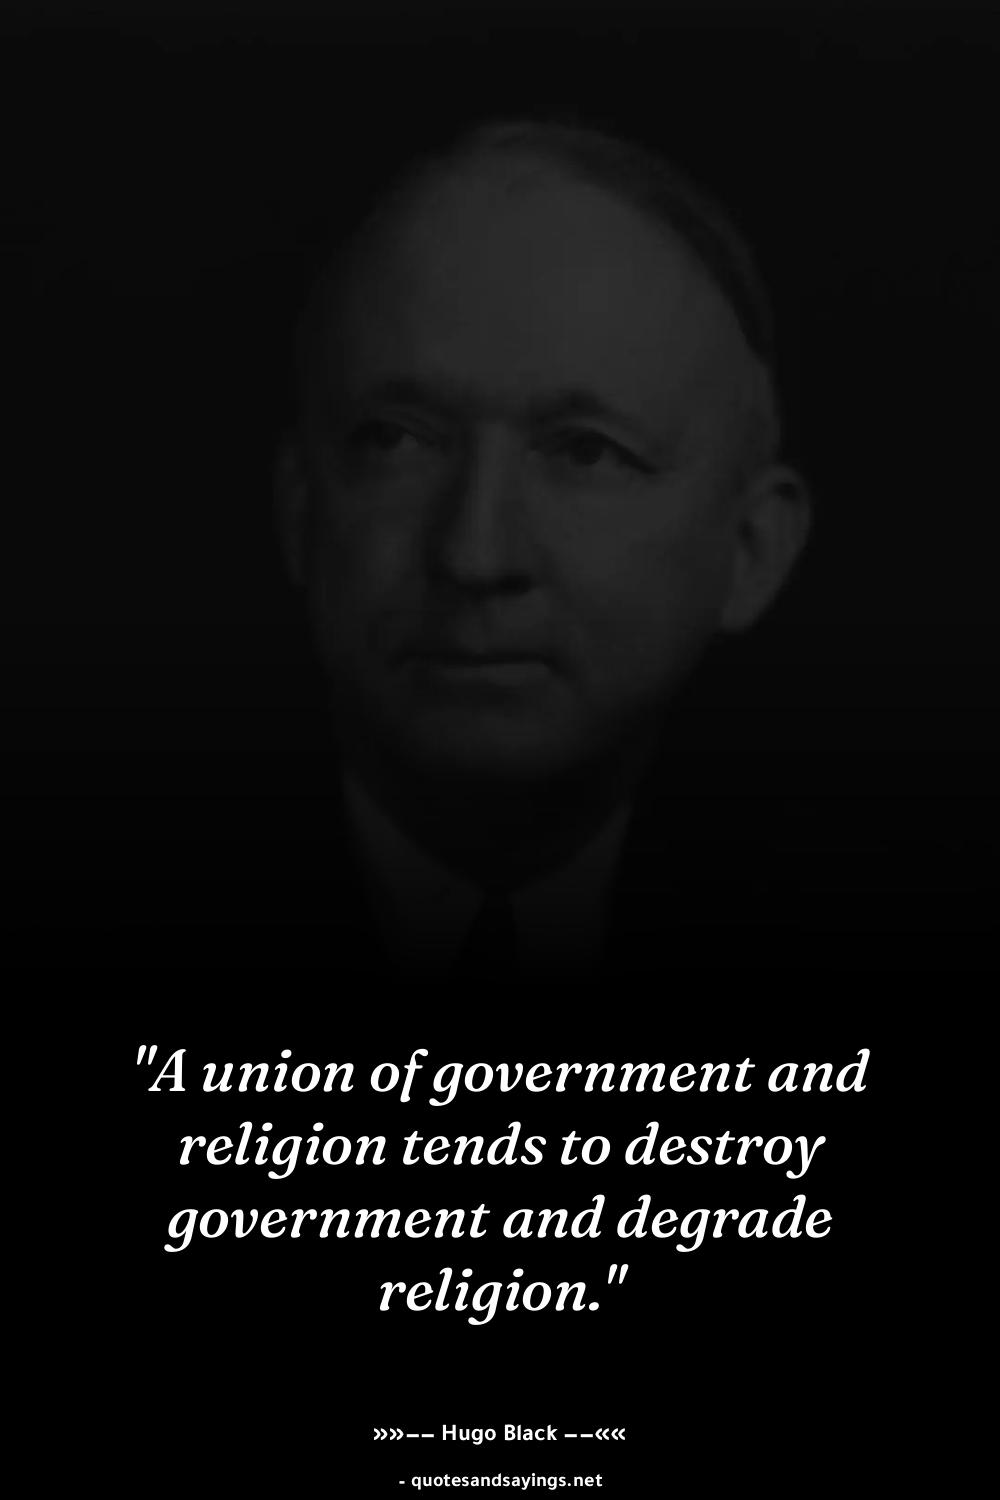 "A union of government and
religion tends to destroy
government and degrade
religion."
»»−− Hugo Black −−««
- quotesandsayings.net